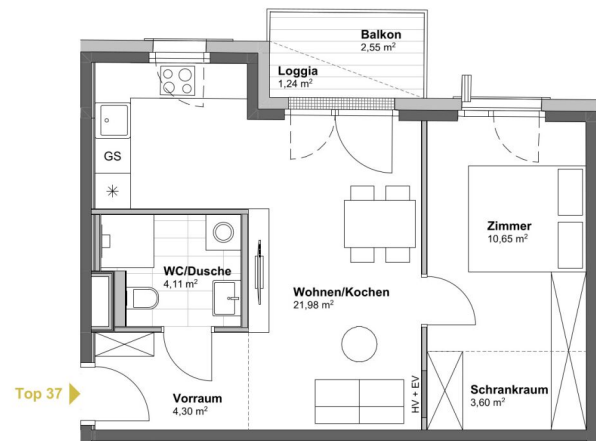 Balkon
2,55 m²
Loggia
1,24 m²
GS
Zimmer
10,65 m²
WC/Dusche
4,11 m²
Wohnen/Kochen
21,98 m²
HV + EV
Top 37
Vorraum
4,30 m²
Schrankraum
3,60 m²